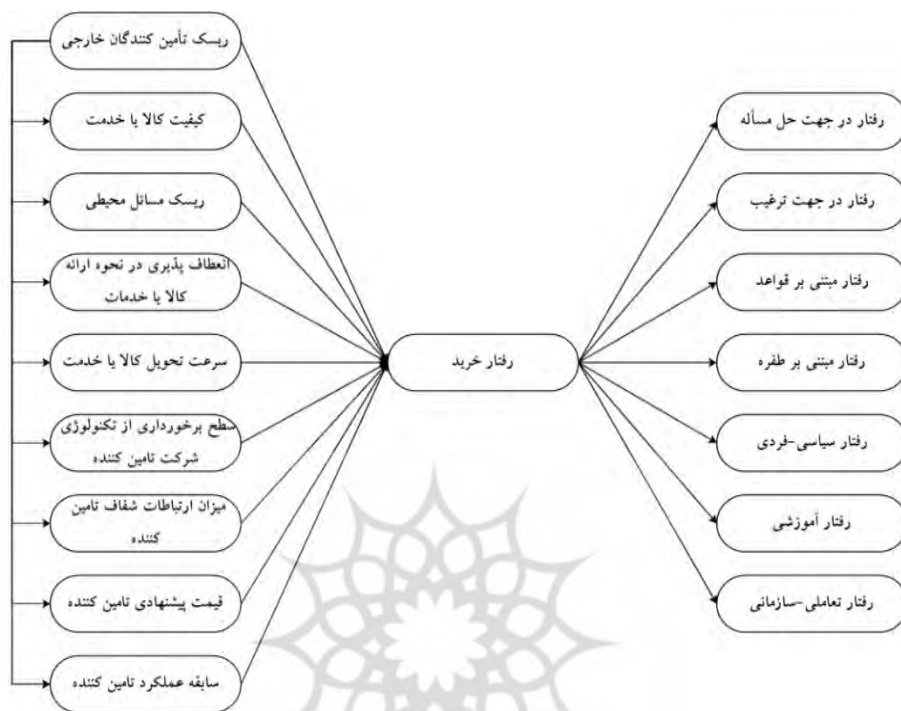 ریسک تأمین کنندگان خارجی
کیفیت کالا یا خدمت
ریسک مسائل محیطی
انعطاف پذیری در نحوه ارائه
کالا یا خدمات
سرعت تحویل کالا یا خدمت
سطح برخورداری از تکنولوژی
شرکت تامین کننده
میزان ارتباطات شفاف تامین
کننده
قیمت پیشنهادی تامین کننده
سابقه عملکرد تامین کننده
رفتار خرید
رفتار در جهت حل مسأله
رفتار در جهت ترغیب
رفتار مبتنی بر قواعد
رفتار مبتنی بر طفره
رفتار سیاسی-فردی
رفتار آموزشی
رفتار تعاملی-سازمانی